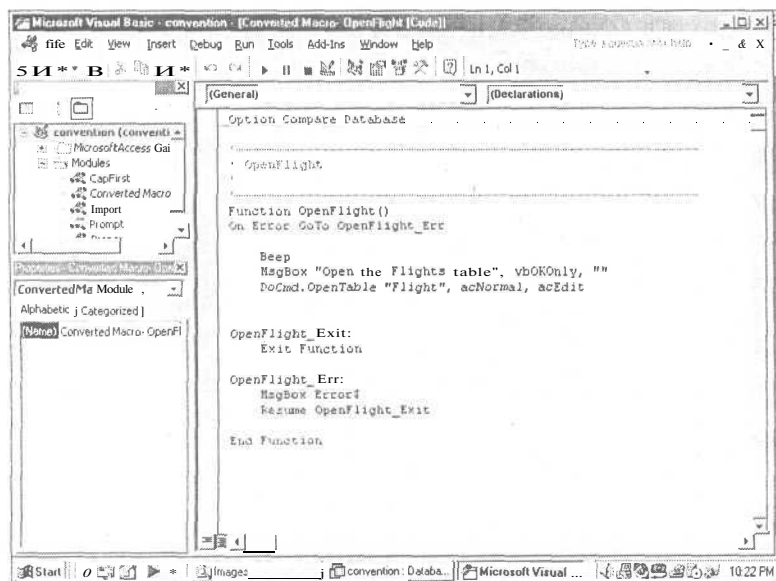 Microsoft Visual Basic - convention - [Converted Macro- OpenFlight (Code)]
fife Edit View Insert Debug Run Tools Add-Ins Window Help & X
5 И ** B И * Ln 1, Col 1
(General) (Declarations)
convention (conventi
Microsoft Access Gai
Modules
CapFirst
Converted Macro
Import
Prompt
ConvertedMa Module ,
Alphabetic j Categorized ]
(Name) Converted Macro- OpenFl
Option Compare Database
' OpenFlight
'
Function OpenFlight()
On Error GoTo OpenFlight_Err
Beep
MsgBox "Open the Flights table", vbOKOnly, ""
DoCmd.OpenTable "Flight", acNormal, acEdit
OpenFlight_Exit:
Exit Function
OpenFlight_Err:
MsgBox Error$
Resume OpenFlight_Exit
End Function
Start o * Images j convention : Databa... Microsoft Visual ... 10:22 PM